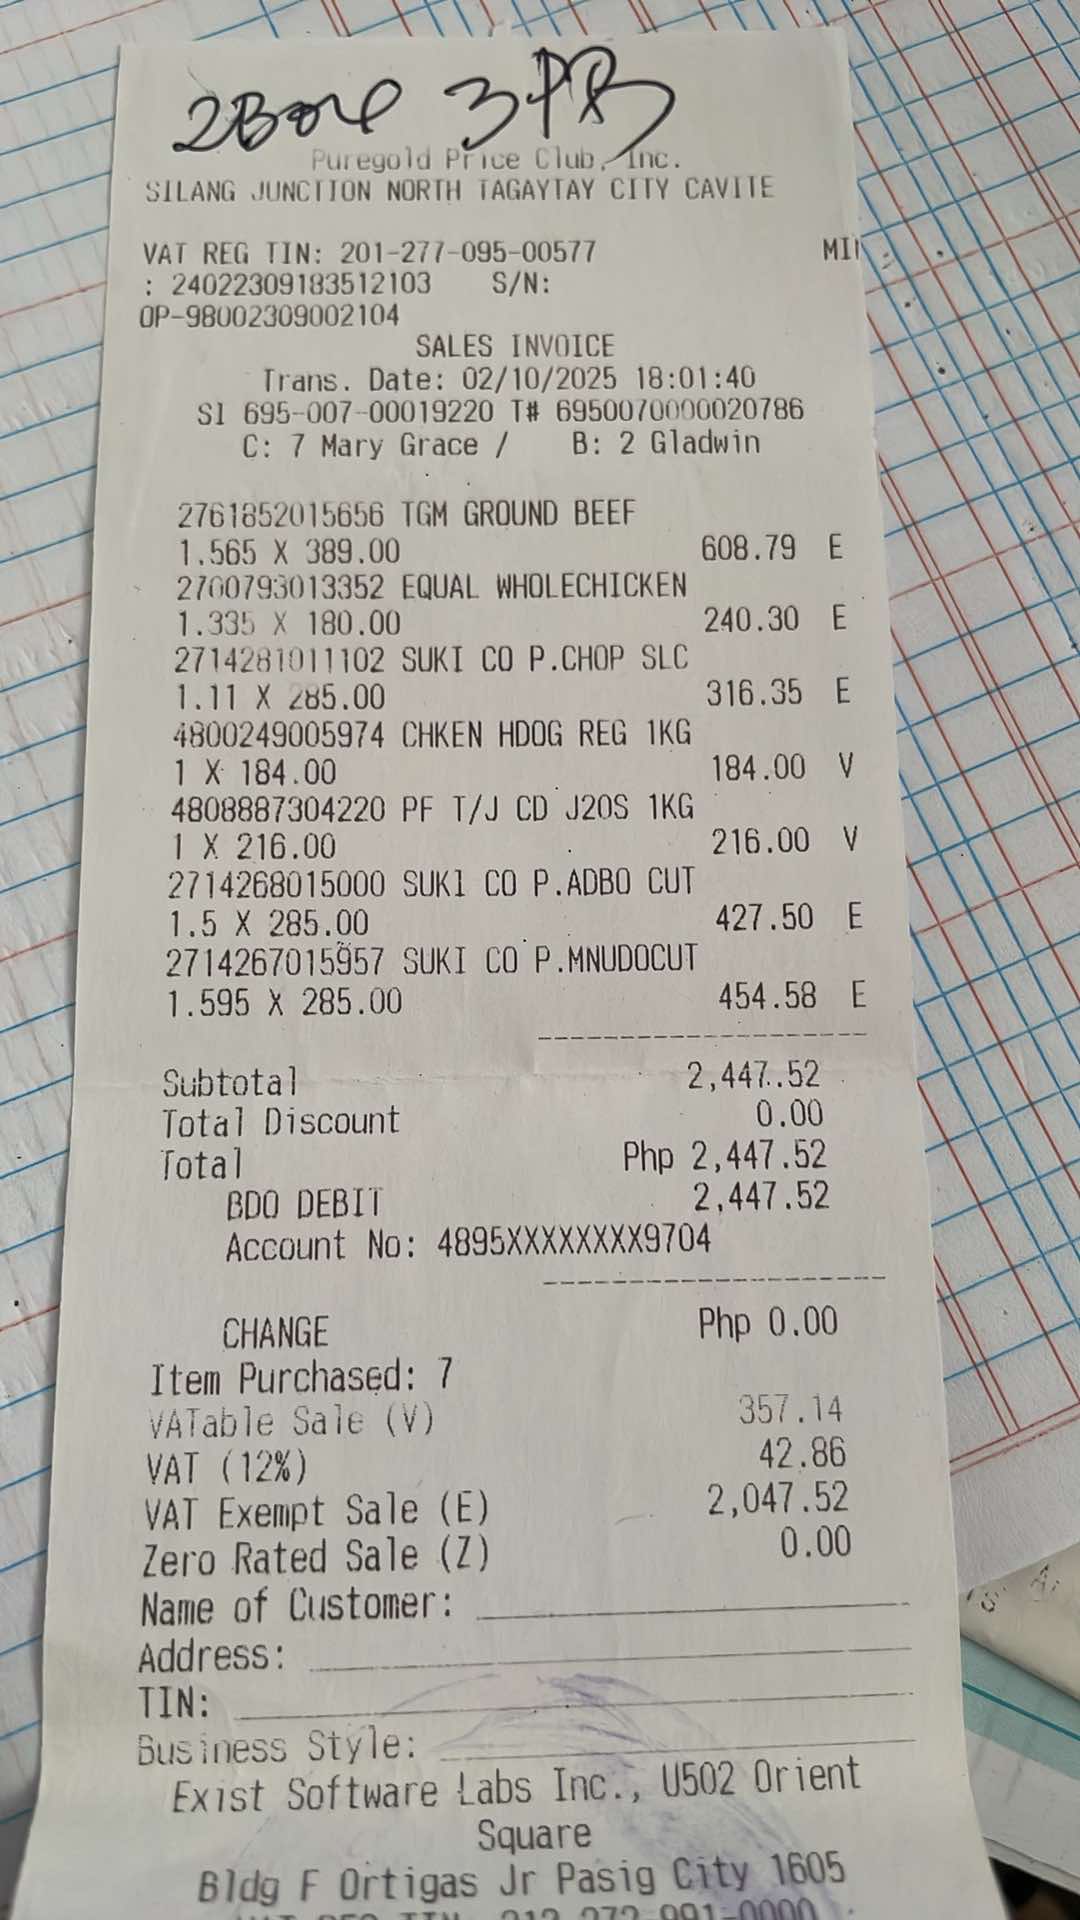 Puregold Price Club, Inc.
SILANG JUNCTION NORTH TAGAYTAY CITY CAVITE
VAT REG TIN: 201-277-095-00577 MIN
: 24022309183512103 S/N:
OP-98002309002104
SALES INVOICE
Trans. Date: 02/10/2025 18:01:40
SI 695-007-00019220 T# 6950070000020786
C: 7 Mary Grace / B: 2 Gladwin
2761852015656 TGM GROUND BEEF
1.565 X 389.00 608.79 E
2700793013352 EQUAL WHOLECHICKEN
1.335 X 180.00 240.30 E
2714281011102 SUKI CO P.CHOP SLC
1.11 X 285.00 316.35 E
4800249005974 CHKEN HDOG REG 1KG
1 X 184.00 184.00 V
4808887304220 PF T/J CD J20S 1KG
1 X 216.00 216.00 V
2714268015000 SUKI CO P.ADBO CUT
1.5 X 285.00 427.50 E
2714267015957 SUKI CO P.MNUDOCUT
1.595 X 285.00 454.58 E
Subtotal 2,447.52
Total Discount 0.00
Total Php 2,447.52
BDO DEBIT 2,447.52
Account No: 4895XXXXXXXX9704
CHANGE Php 0.00
Item Purchased: 7
VATable Sale (V) 357.14
VAT (12%) 42.86
VAT Exempt Sale (E) 2,047.52
Zero Rated Sale (Z) 0.00
Name of Customer:
Address:
TIN:
Business Style:
Exist Software Labs Inc., U502 Orient
Square
Bldg F Ortigas Jr Pasig City 1605
VAT REG TIN: 212-272-991-0000